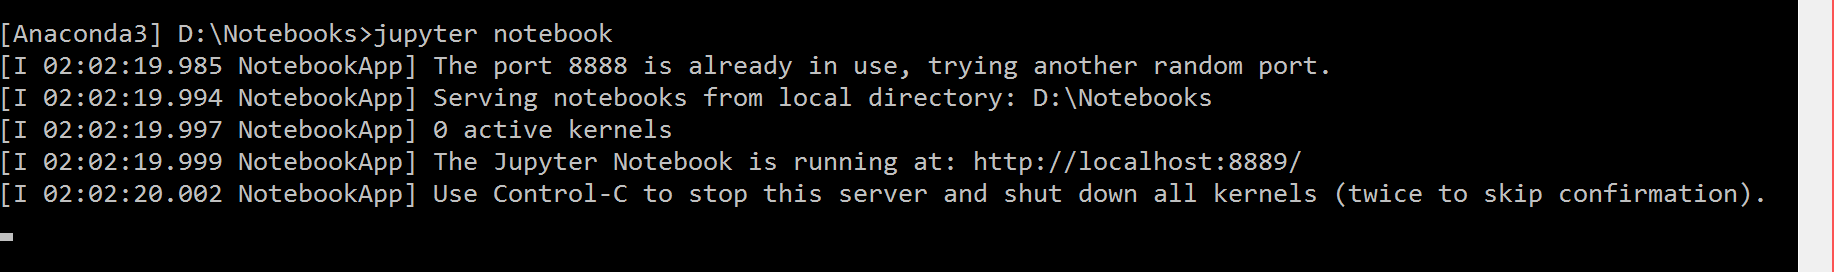 [Anaconda3] D:\Notebooks>jupyter notebook
[I 02:02:19.985 NotebookApp] The port 8888 is already in use, trying another random port.
[I 02:02:19.994 NotebookApp] Serving notebooks from local directory: D:\Notebooks
[I 02:02:19.997 NotebookApp] 0 active kernels
[I 02:02:19.999 NotebookApp] The Jupyter Notebook is running at: http://localhost:8889/
[I 02:02:20.002 NotebookApp] Use Control-C to stop this server and shut down all kernels (twice to skip confirmation).